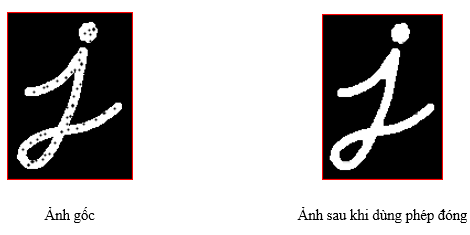 j j
Ảnh gốc Ảnh sau khi dùng phép đóng